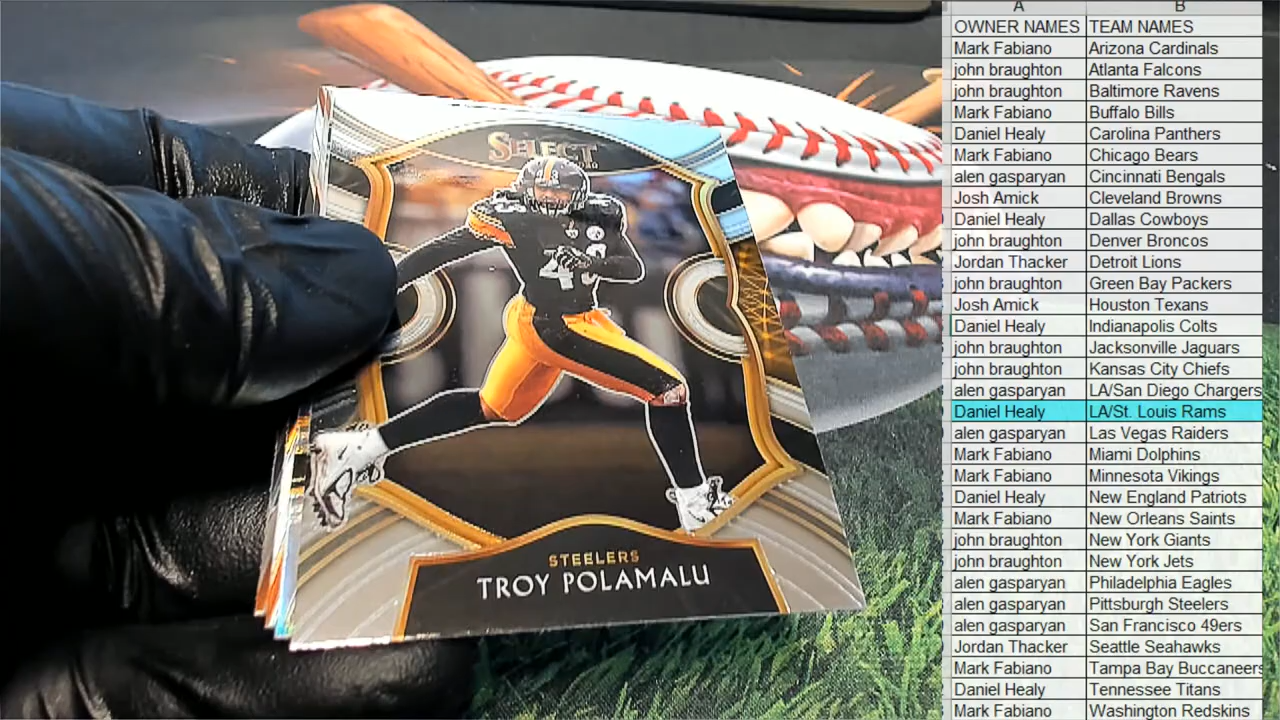 SELECT
43
STEELERS
TROY POLAMALU
A B
OWNER NAMES TEAM NAMES
Mark Fabiano Arizona Cardinals
john braughton Atlanta Falcons
john braughton Baltimore Ravens
Mark Fabiano Buffalo Bills
Daniel Healy Carolina Panthers
Mark Fabiano Chicago Bears
alen gasparyan Cincinnati Bengals
Josh Amick Cleveland Browns
Daniel Healy Dallas Cowboys
john braughton Denver Broncos
Jordan Thacker Detroit Lions
john braughton Green Bay Packers
Josh Amick Houston Texans
Daniel Healy Indianapolis Colts
john braughton Jacksonville Jaguars
john braughton Kansas City Chiefs
alen gasparyan LA/San Diego Chargers
Daniel Healy LA/St. Louis Rams
alen gasparyan Las Vegas Raiders
Mark Fabiano Miami Dolphins
Mark Fabiano Minnesota Vikings
Daniel Healy New England Patriots
Mark Fabiano New Orleans Saints
john braughton New York Giants
john braughton New York Jets
alen gasparyan Philadelphia Eagles
alen gasparyan Pittsburgh Steelers
alen gasparyan San Francisco 49ers
Jordan Thacker Seattle Seahawks
Mark Fabiano Tampa Bay Buccaneers
Daniel Healy Tennessee Titans
Mark Fabiano Washington Redskins